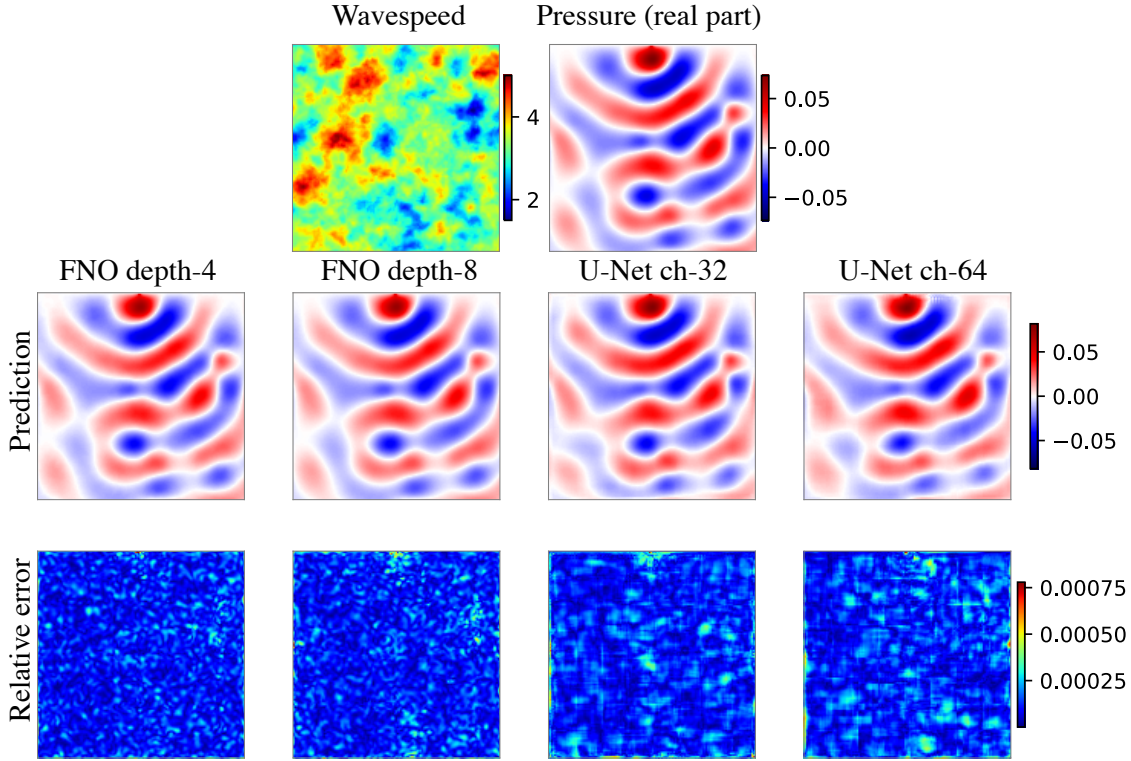 Wavespeed Pressure (real part)
4
2
0.05
0.00
−0.05
FNO depth-4 FNO depth-8 U-Net ch-32 U-Net ch-64
Prediction
0.05
0.00
−0.05
Relative error
0.00075
0.00050
0.00025